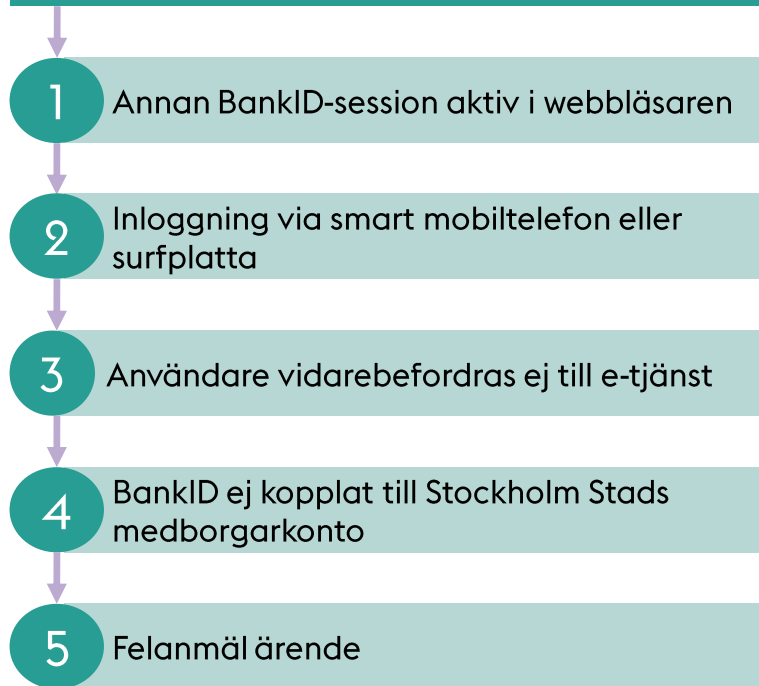 1 Annan BankID-session aktiv i webbläsaren
2 Inloggning via smart mobiltelefon eller
surfplatta
3 Användare vidarebefordras ej till e-tjänst
4 BankID ej kopplat till Stockholm Stads
medborgarkonto
5 Felanmäl ärende